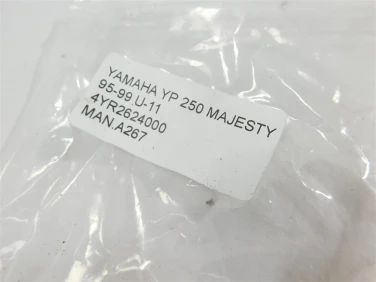 YAMAHA YP 250 MAJESTY
95-99.U-11
4YR2624000
MAN.A267